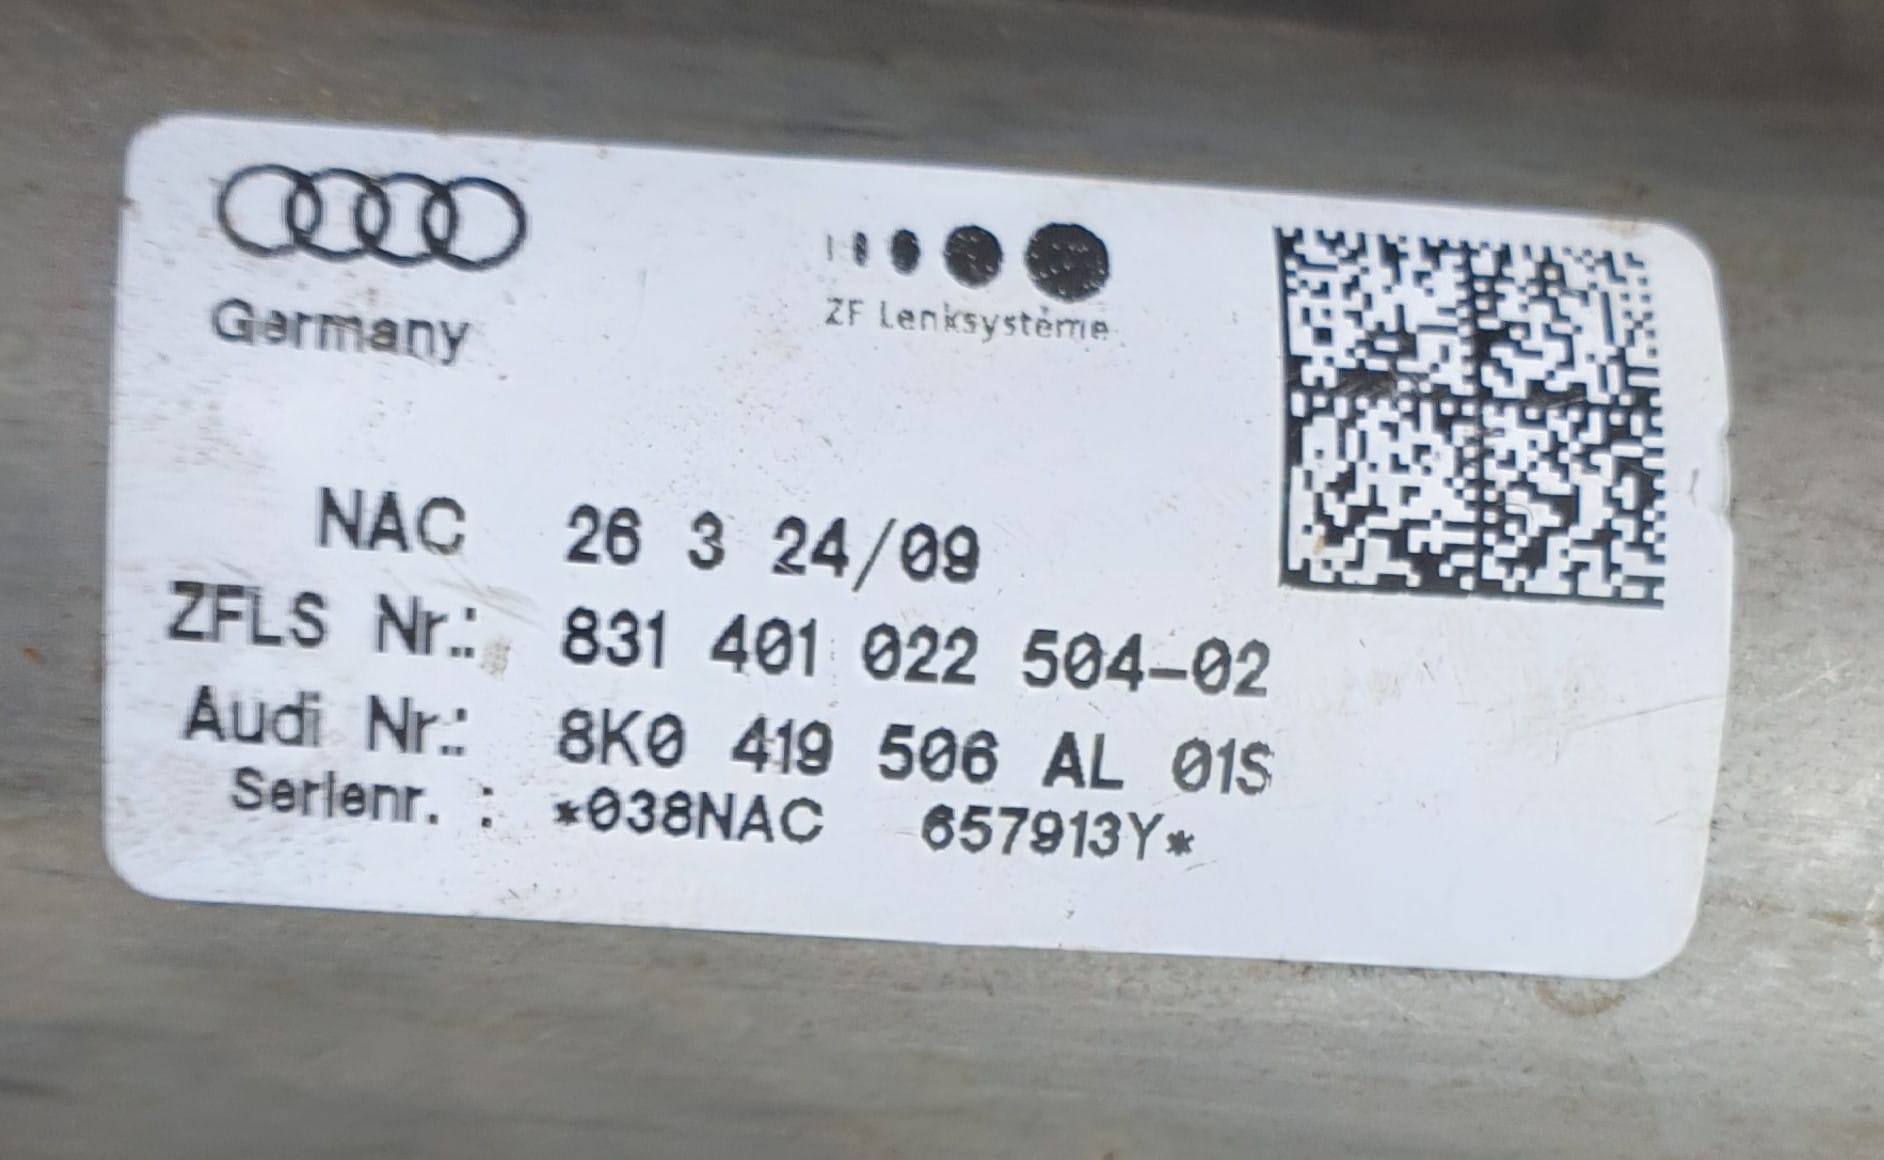 Germany
ZF Lenksysteme
NAC 26 3 24/09
ZFLS Nr.: 831 401 022 504-02
Audi Nr.: 8K0 419 506 AL 01S
Serienr. : *038NAC 657913Y*